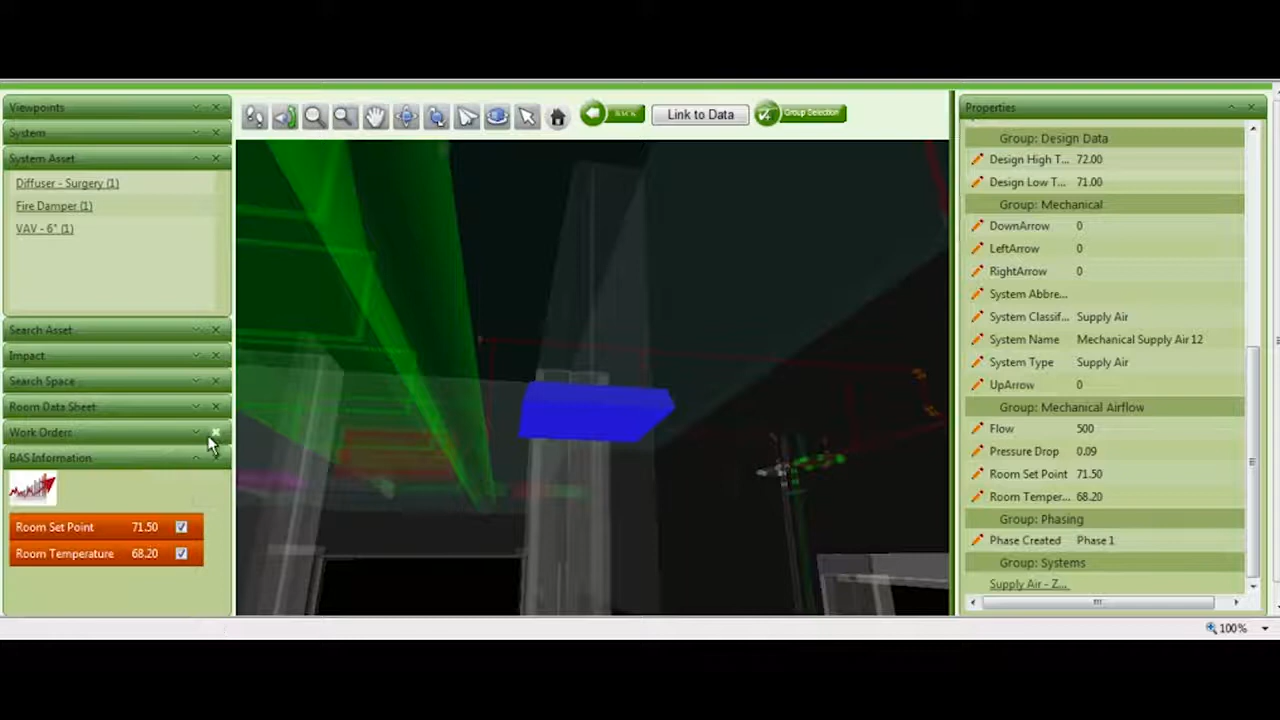 Viewpoints
System
System Asset
Diffuser - Surgery (1)
Fire Damper (1)
VAV - 6" (1)
Search Asset
Impact
Search Space
Room Data Sheet
Work Orders
BAS Information
Room Set Point 71.50
Room Temperature 68.20
BACK
Link to Data
Group Selection
Properties
Group: Design Data
Design High T... 72.00
Design Low T... 71.00
Group: Mechanical
DownArrow 0
LeftArrow 0
RightArrow 0
System Abbre...
System Classif... Supply Air
System Name Mechanical Supply Air 12
System Type Supply Air
UpArrow 0
Group: Mechanical Airflow
Flow 500
Pressure Drop 0.09
Room Set Point 71.50
Room Temper... 68.20
Group: Phasing
Phase Created Phase 1
Group: Systems
Supply Air - Z...
100%